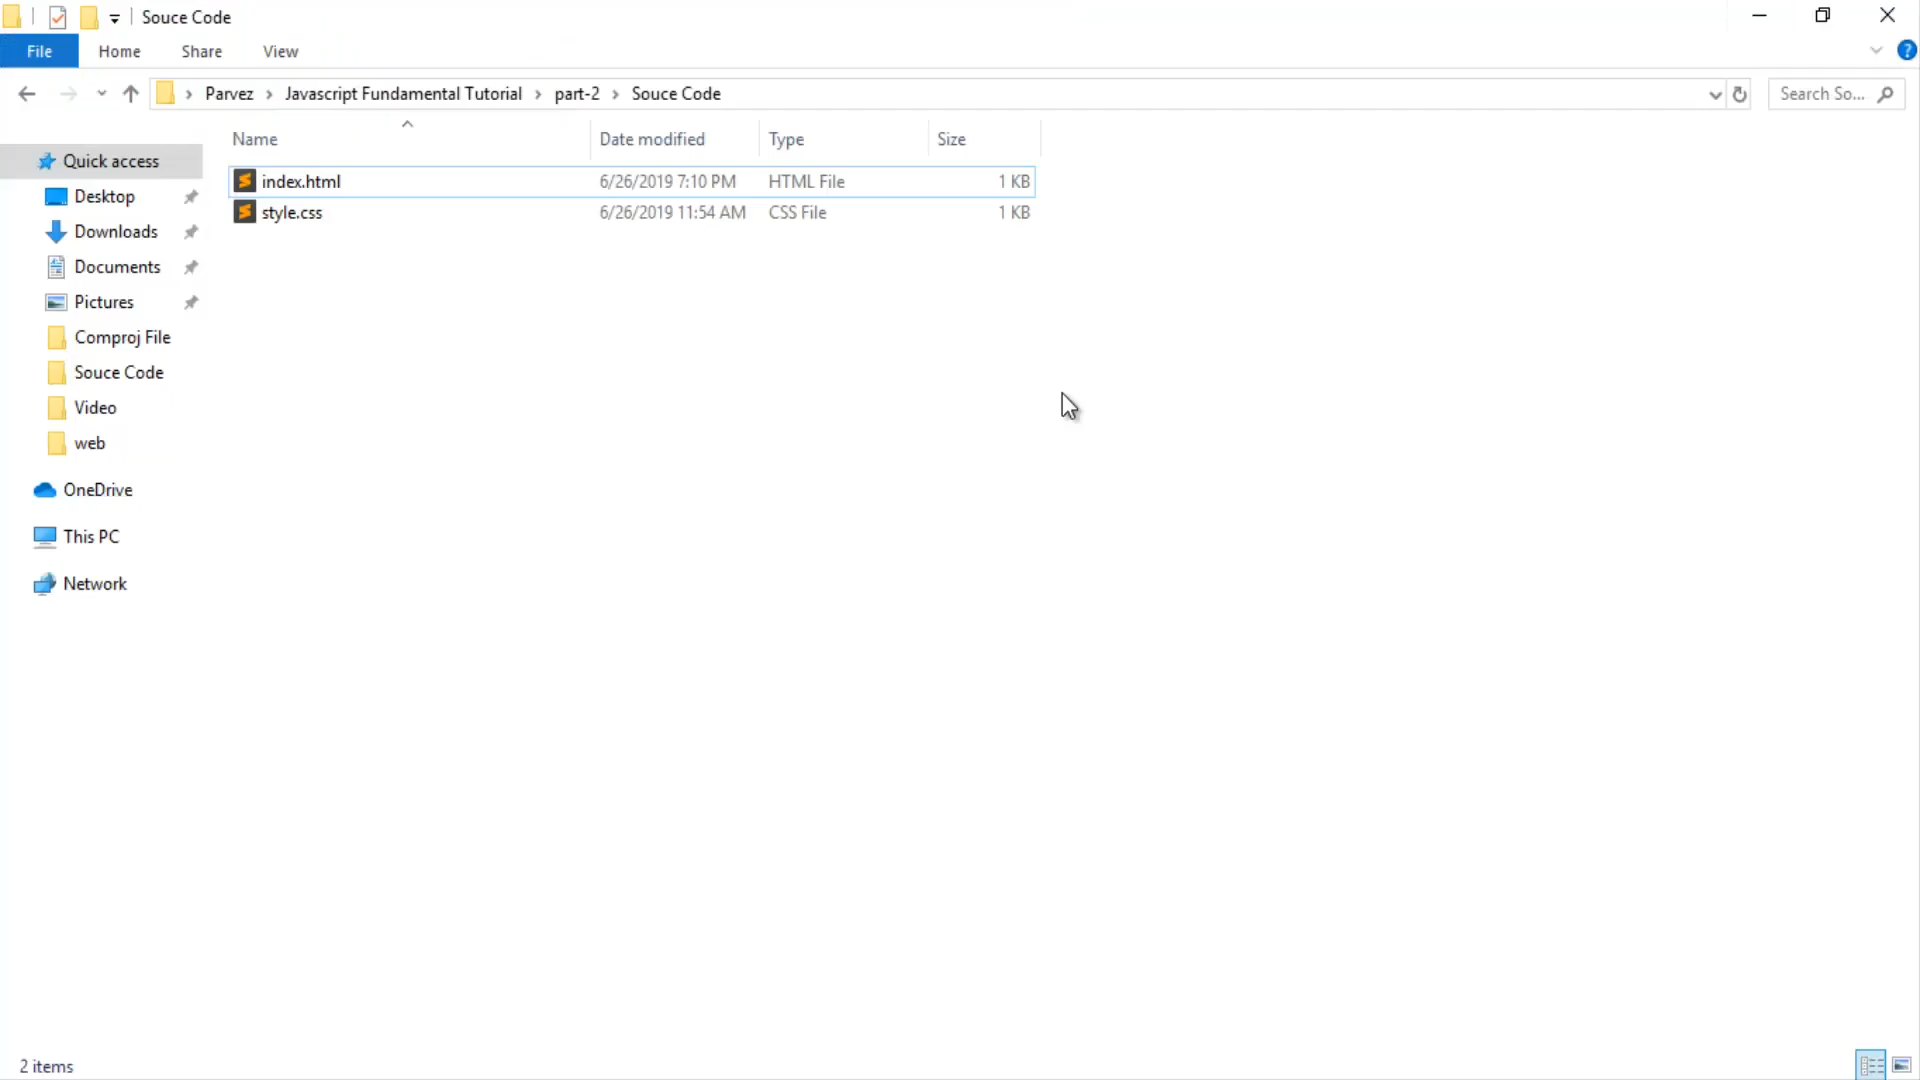 Souce Code
File Home Share View
Parvez Javascript Fundamental Tutorial part-2 Souce Code Search So...
Name Date modified Type Size
Quick access
index.html 6/26/2019 7:10 PM HTML File 1 KB
Desktop
style.css 6/26/2019 11:54 AM CSS File 1 KB
Downloads
Documents
Pictures
Comproj File
Souce Code
Video
web
OneDrive
This PC
Network
2 items